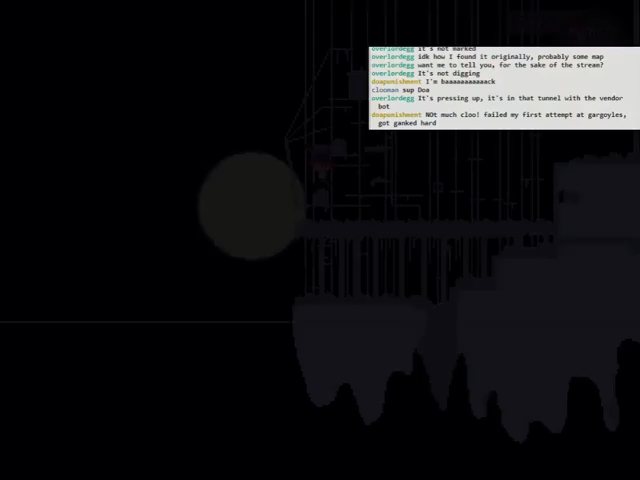 overlordegg It's not marked
overlordegg idk how I found it originally, probably some map
overlordegg want me to tell you, for the sake of the stream?
overlordegg It's not digging
doapunishment I'm baaaaaaaaaaack
clooman sup Doa
overlordegg It's pressing up, it's in that tunnel with the vendor
bot
doapunishment NOt much cloo! failed my first attempt at gargoyles,
got ganked hard